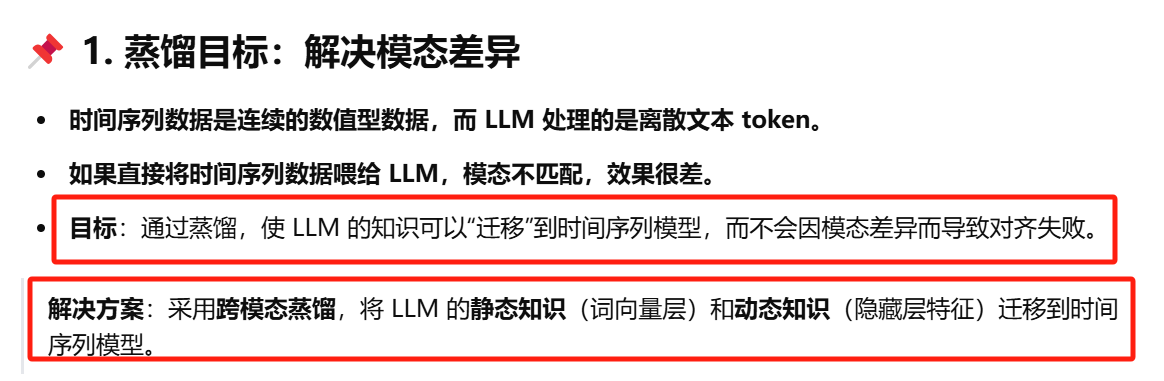 📌 1. 蒸馏目标：解决模态差异
• 时间序列数据是连续的数值型数据，而 LLM 处理的是离散文本 token。
• 如果直接将时间序列数据喂给 LLM，模态不匹配，效果很差。
• 目标：通过蒸馏，使 LLM 的知识可以“迁移”到时间序列模型，而不会因模态差异而导致对齐失败。
解决方案：采用跨模态蒸馏，将 LLM 的静态知识（词向量层）和动态知识（隐藏层特征）迁移到时间
序列模型。